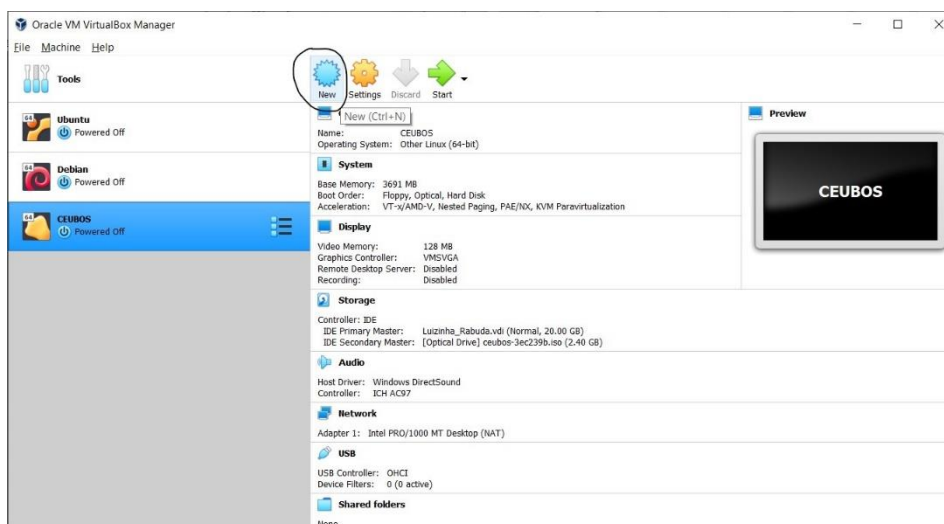 Oracle VM VirtualBox Manager
File Machine Help
Tools
New Settings Discard Start
New (Ctrl+N)
64
Ubuntu
Powered Off
64
Debian
Powered Off
64
CEUBOS
Powered Off
Name: CEUBOS
Operating System: Other Linux (64-bit)
System
Base Memory: 3691 MB
Boot Order: Floppy, Optical, Hard Disk
Acceleration: VT-x/AMD-V, Nested Paging, PAE/NX, KVM Paravirtualization
Display
Video Memory: 128 MB
Graphics Controller: VMSVGA
Remote Desktop Server: Disabled
Recording: Disabled
Storage
Controller: IDE
IDE Primary Master: Luizinha_Rabuda.vdi (Normal, 20.00 GB)
IDE Secondary Master: [Optical Drive] ceubos-3ec239b.iso (2.40 GB)
Audio
Host Driver: Windows DirectSound
Controller: ICH AC97
Network
Adapter 1: Intel PRO/1000 MT Desktop (NAT)
USB
USB Controller: OHCI
Device Filters: 0 (0 active)
Shared folders
None
Preview
CEUBOS